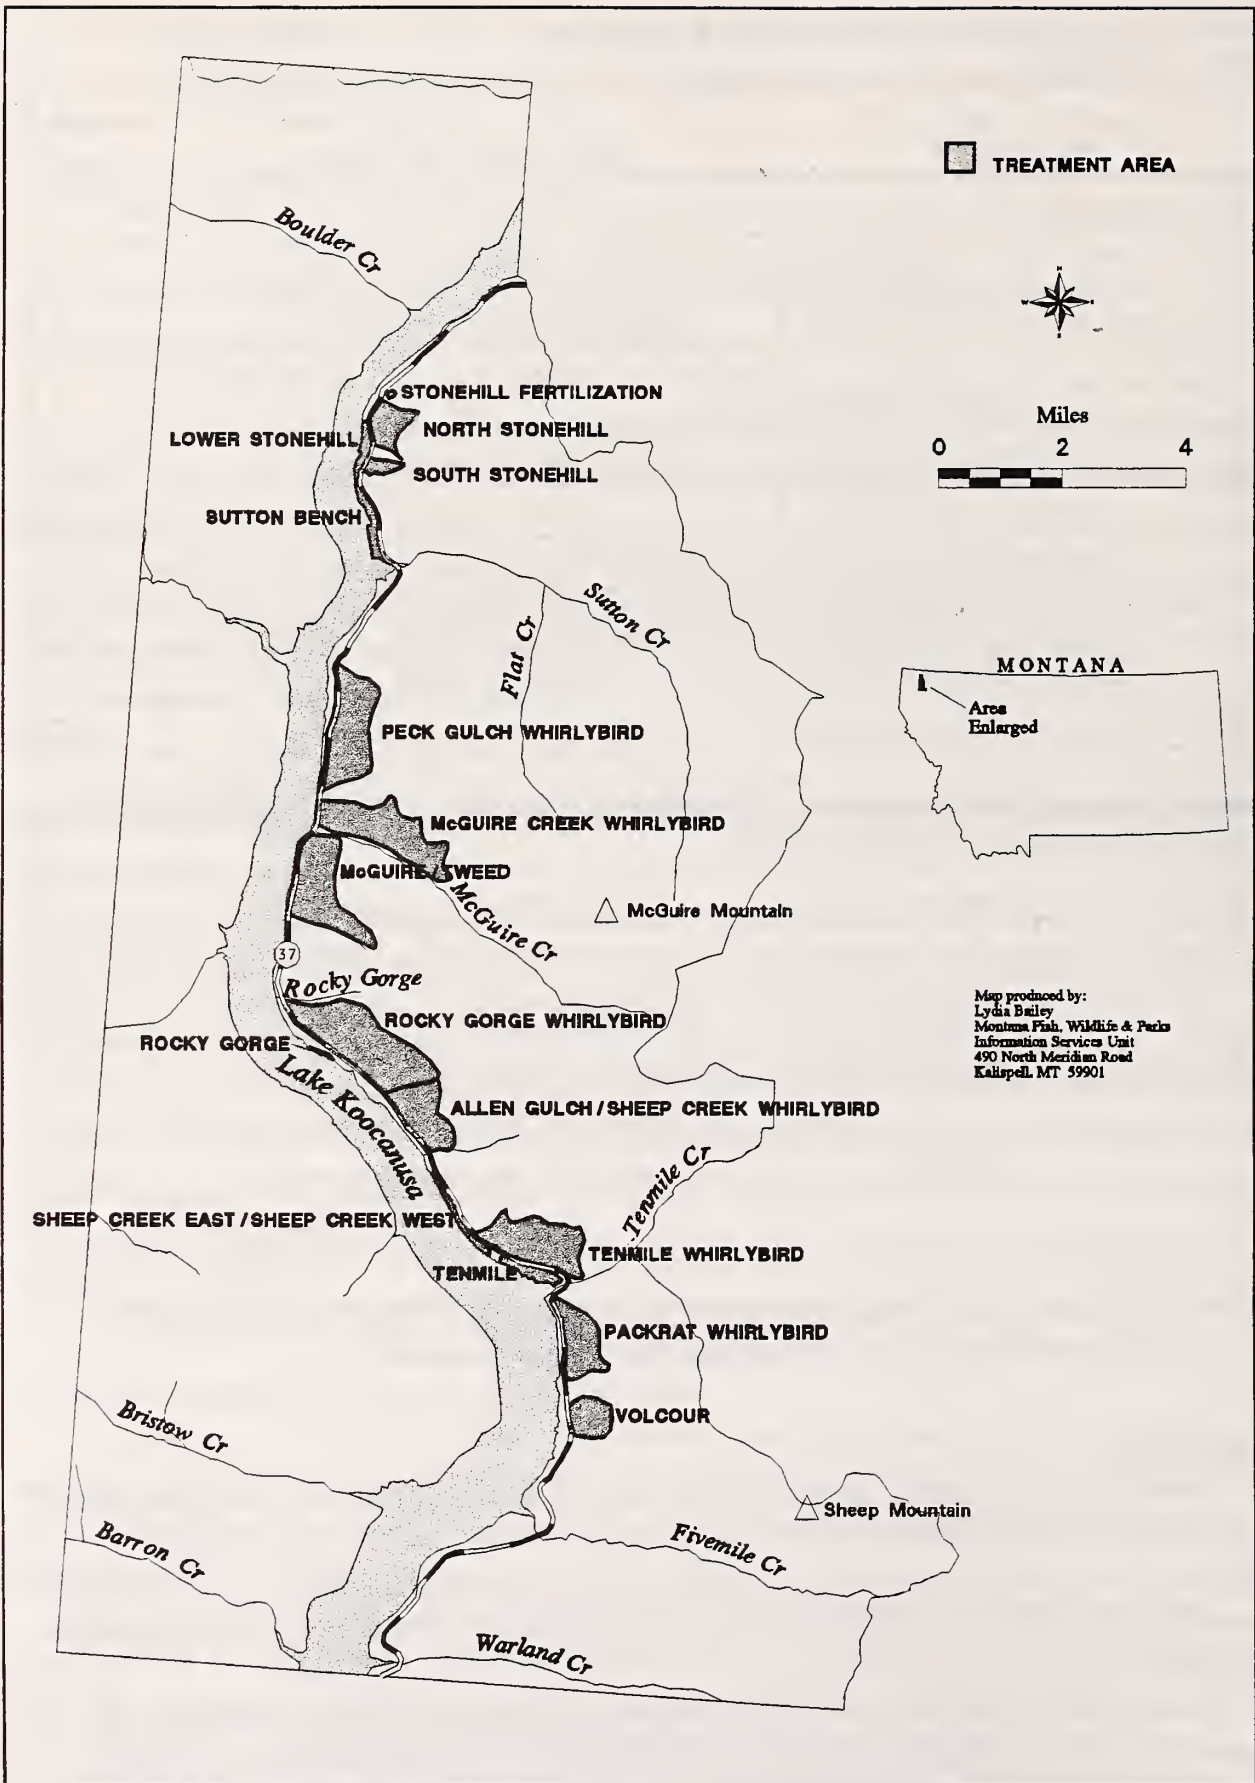 TREATMENT AREA
Boulder Cr
N
W
E
S
STONEHILL FERTILIZATION
NORTH STONEHILL
LOWER STONEHILL
SOUTH STONEHILL
SUTTON BENCH
Miles
0 2 4
Sutton Cr
Flat Cr
MONTANA
Area
Enlarged
PECK GULCH WHIRLYBIRD
McGUIRE CREEK WHIRLYBIRD
McGUIRE/TWEED
McGuire Cr
McGuire Mountain
37
Rocky Gorge
ROCKY GORGE WHIRLYBIRD
ROCKY GORGE
Lake Koocanusa
Map produced by:
Lydia Bailey
Montana Fish, Wildlife & Parks
Information Services Unit
490 North Meridian Road
Kalispell, MT 59901
ALLEN GULCH/SHEEP CREEK WHIRLYBIRD
Tenmile Cr
SHEEP CREEK EAST/SHEEP CREEK WEST
TENMILE WHIRLYBIRD
TENMILE
PACKRAT WHIRLYBIRD
VOLCOUR
Bristow Cr
Sheep Mountain
Barron Cr
Fivemile Cr
Warland Cr